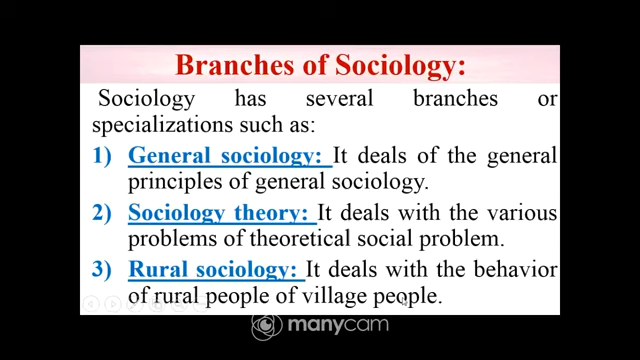 Branches of Sociology:
Sociology has several branches or
specializations such as:
1) General sociology: It deals of the general
principles of general sociology.
2) Sociology theory: It deals with the various
problems of theoretical social problem.
3) Rural sociology: It deals with the behavior
of rural people of village people.
manycam